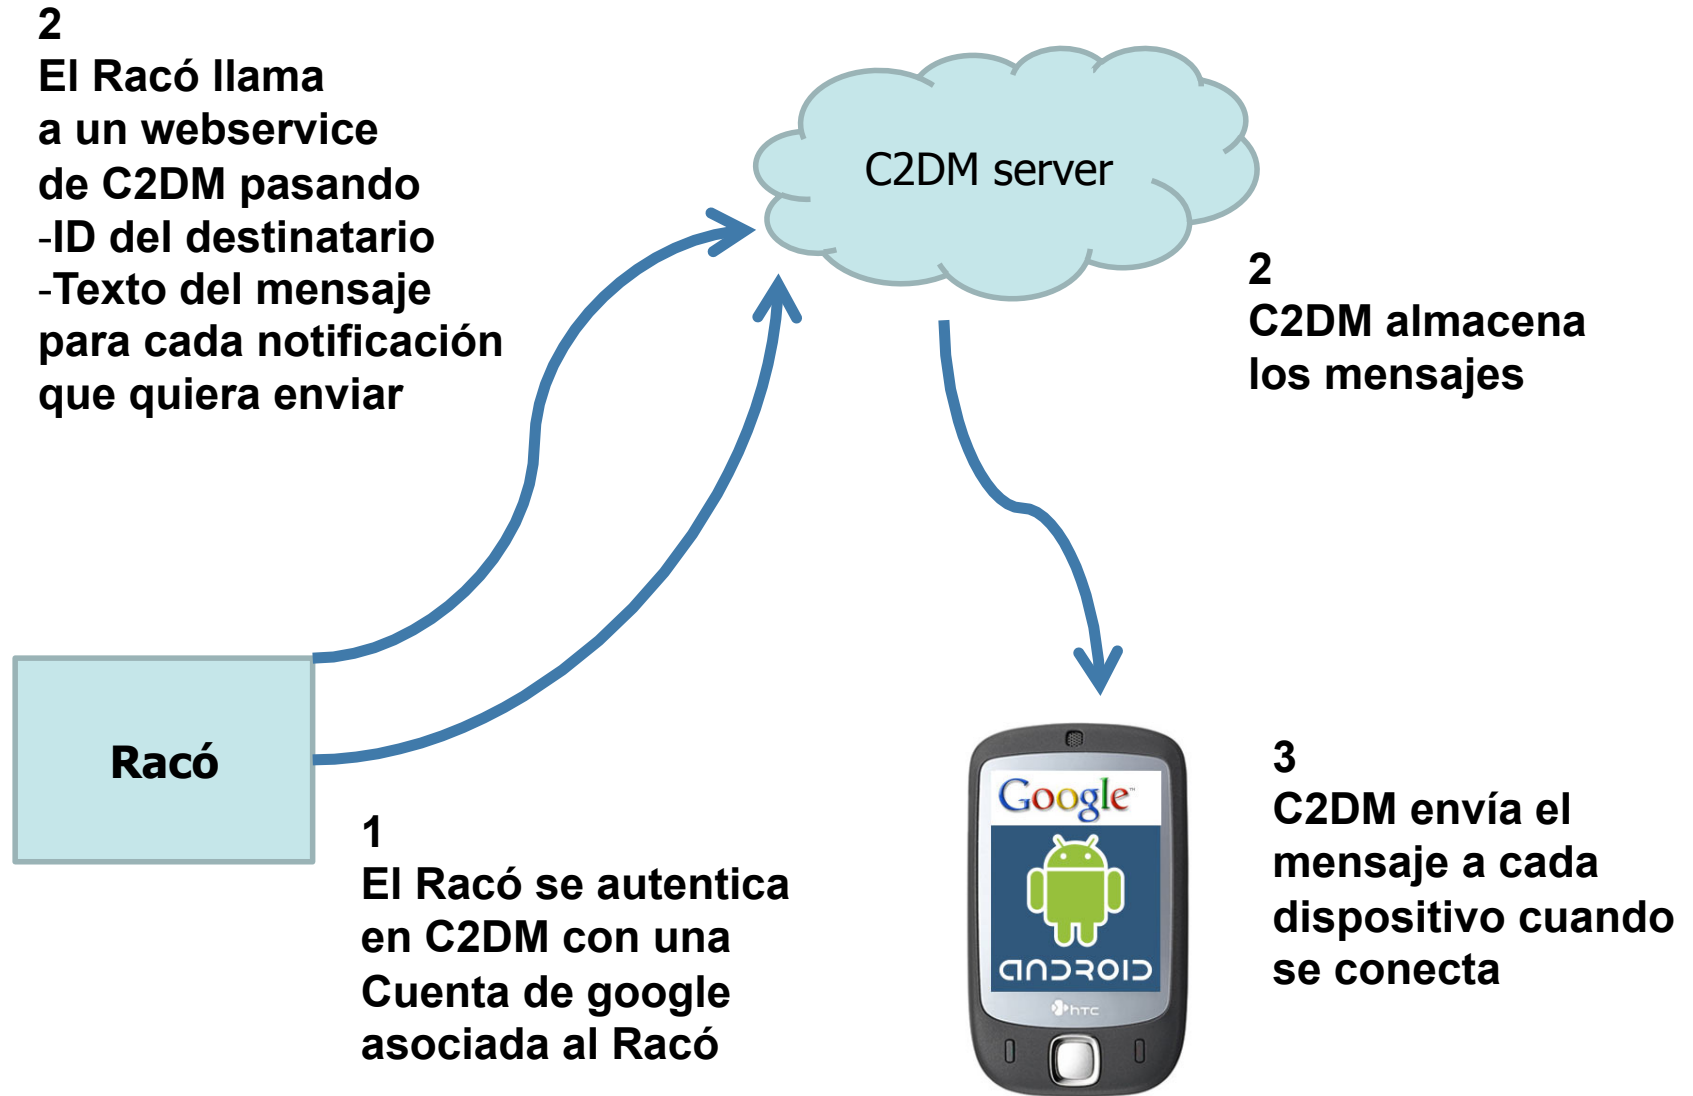 2
El Racó llama
a un webservice
de C2DM pasando
-ID del destinatario
-Texto del mensaje
para cada notificación
que quiera enviar
C2DM server
2
C2DM almacena
los mensajes
Racó
1
El Racó se autentica
en C2DM con una
Cuenta de google
asociada al Racó
Google™
ANDROID
htc
3
C2DM envía el
mensaje a cada
dispositivo cuando
se conecta